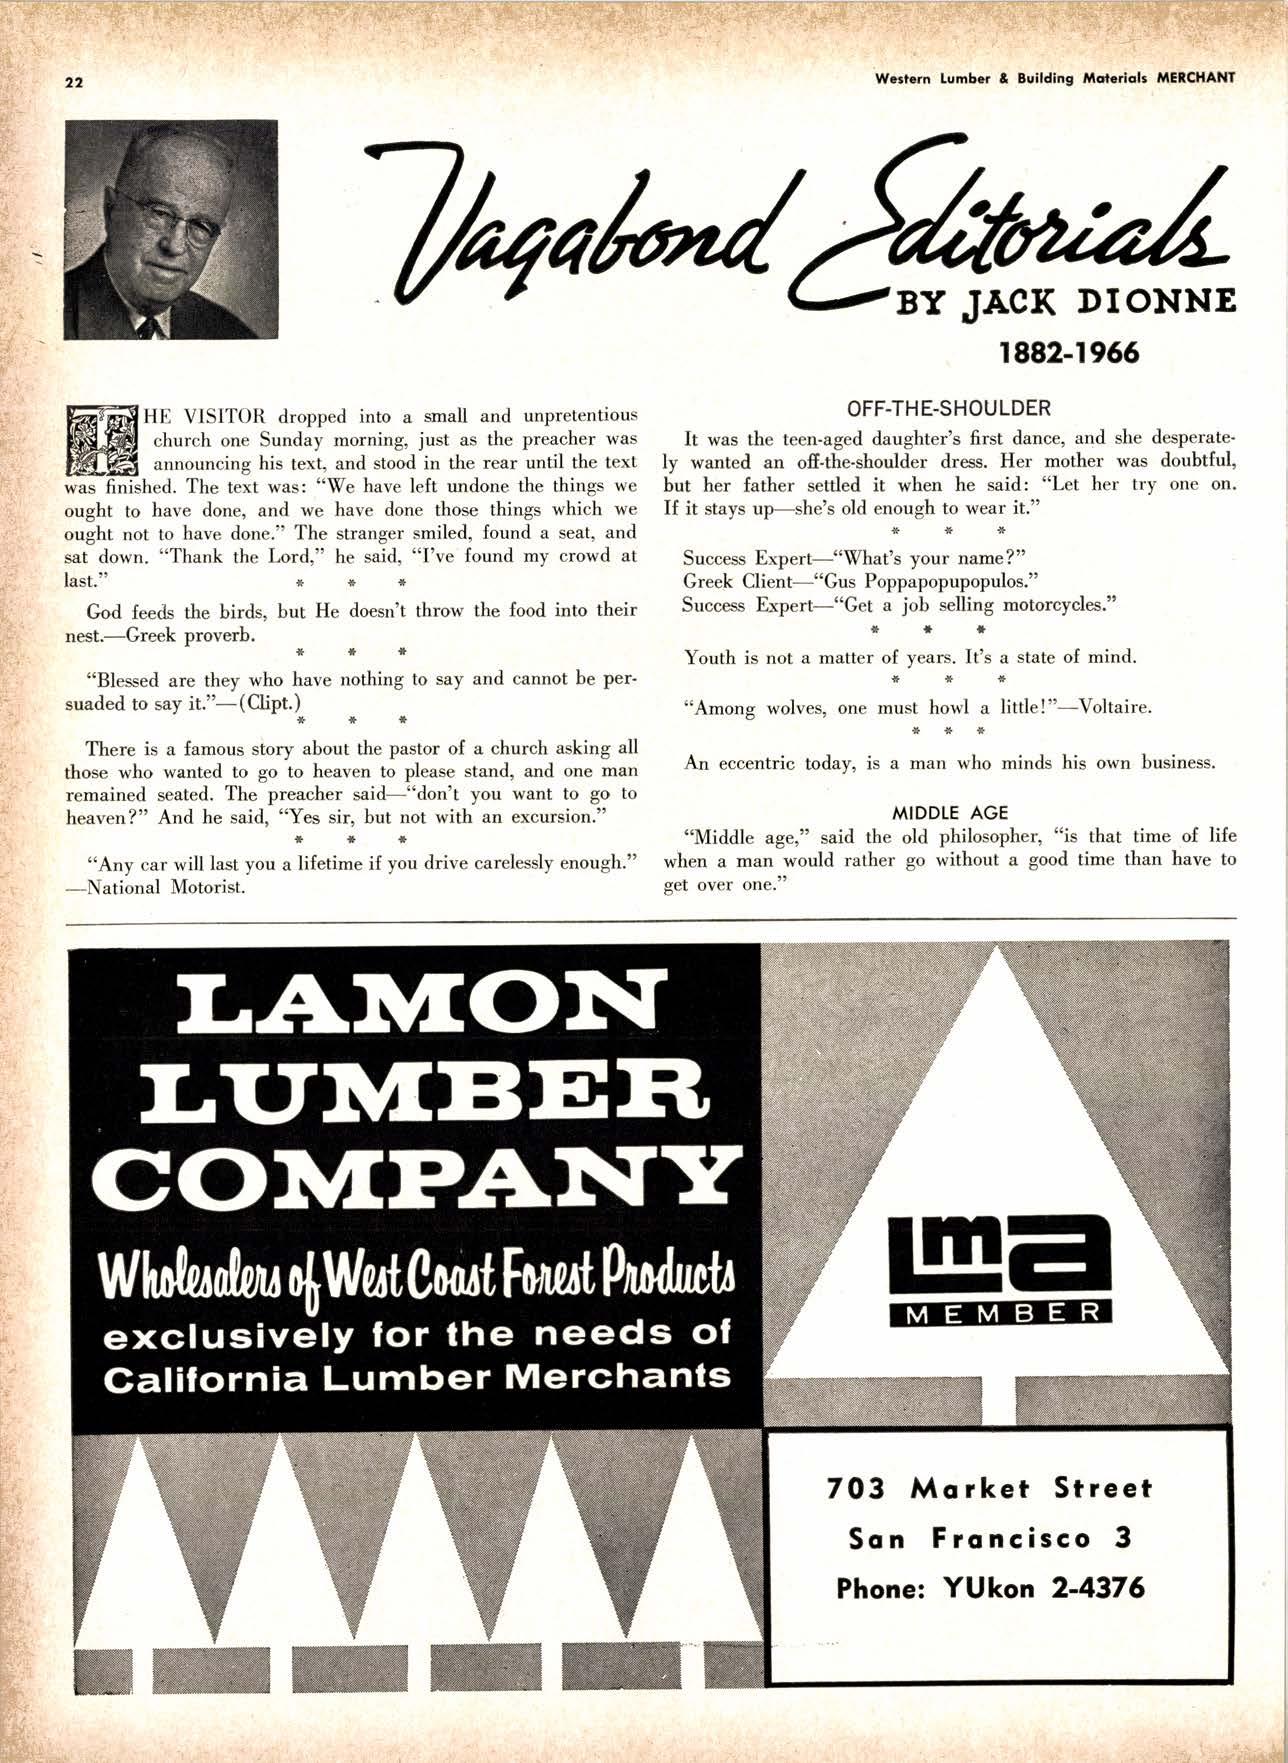 22
Western Lumber & Building Materials MERCHANT
Vagabond Editorials
BY JACK DIONNE
1882-1966
THE VISITOR dropped into a small and unpretentious
church one Sunday morning, just as the preacher was
announcing his text, and stood in the rear until the text
was finished. The text was: “We have left undone the things we
ought to have done, and we have done those things which we
ought not to have done.” The stranger smiled, found a seat, and
sat down. “Thank the Lord,” he said, “I’ve found my crowd at
last.”
* * *
God feeds the birds, but He doesn’t throw the food into their
nest.—Greek proverb.
* * *
“Blessed are they who have nothing to say and cannot be per-
suaded to say it.”—(Clipt.)
* * *
There is a famous story about the pastor of a church asking all
those who wanted to go to heaven to please stand, and one man
remained seated. The preacher said—“don’t you want to go to
heaven?” And he said, “Yes sir, but not with an excursion.”
* * *
“Any car will last you a lifetime if you drive carelessly enough.”
—National Motorist.
OFF-THE-SHOULDER
It was the teen-aged daughter’s first dance, and she desperate-
ly wanted an off-the-shoulder dress. Her mother was doubtful,
but her father settled it when he said: “Let her try one on.
If it stays up—she’s old enough to wear it.”
* * *
Success Expert—“What’s your name?”
Greek Client—“Gus Poppapopupopulos.”
Success Expert—“Get a job selling motorcycles.”
* * *
Youth is not a matter of years. It’s a state of mind.
* * *
“Among wolves, one must howl a little!”—Voltaire.
* * *
An eccentric today, is a man who minds his own business.
MIDDLE AGE
“Middle age,” said the old philosopher, “is that time of life
when a man would rather go without a good time than have to
get over one.”
LAMON
LUMBER
COMPANY
Wholesalers of West Coast Forest Products
exclusively for the needs of
California Lumber Merchants
lma
MEMBER
703 Market Street
San Francisco 3
Phone: YUkon 2-4376